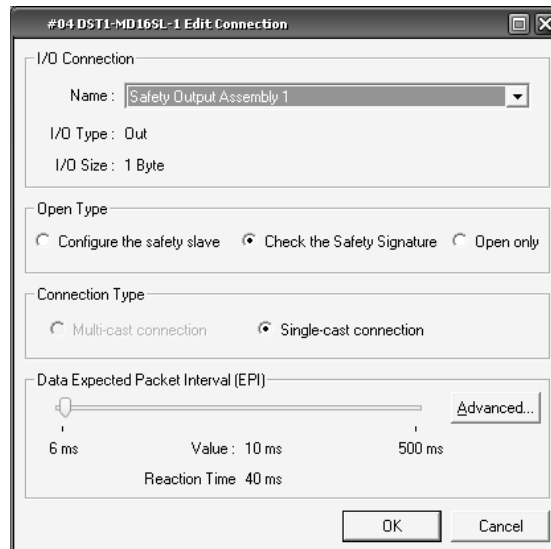 #04 DST1-MD16SL-1 Edit Connection
I/O Connection
Name : Safety Output Assembly 1
I/O Type : Out
I/O Size : 1 Byte
Open Type
Configure the safety slave Check the Safety Signature Open only
Connection Type
Multi-cast connection Single-cast connection
Data Expected Packet Interval (EPI)
Advanced...
6 ms Value : 10 ms 500 ms
Reaction Time 40 ms
OK Cancel